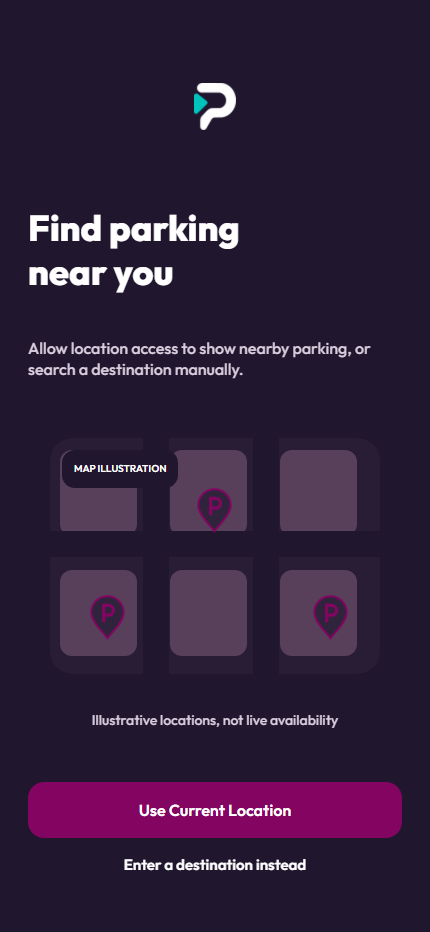 Find parking
near you
Allow location access to show nearby parking, or
search a destination manually.
MAP ILLUSTRATION
P
P
P
Illustrative locations, not live availability
Use Current Location
Enter a destination instead